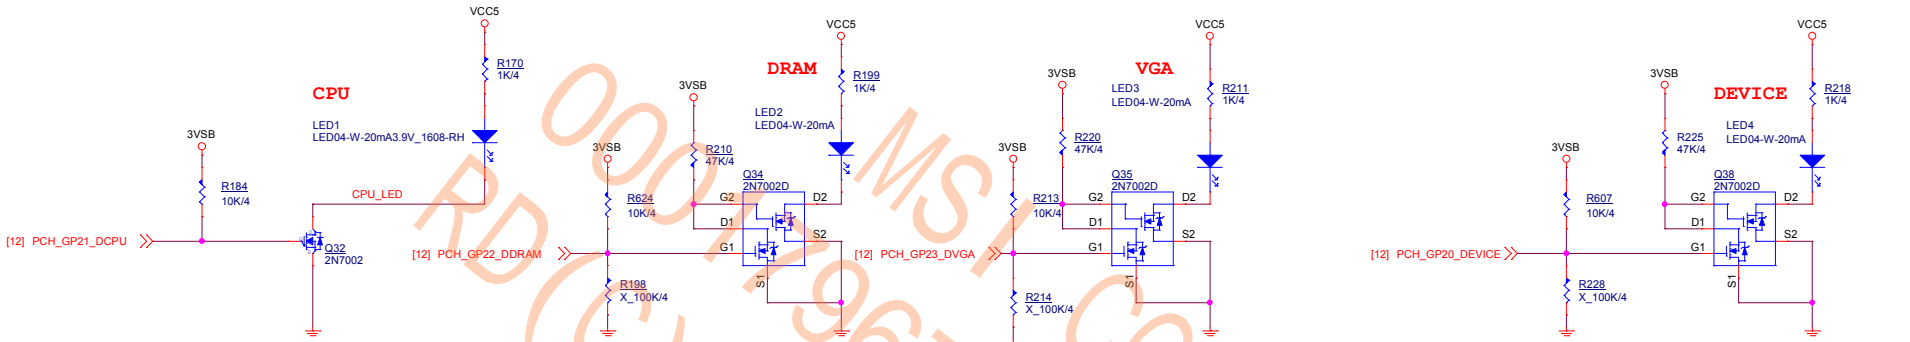 VCC5
R170
1K/4
CPU
LED1
LED04-W-20mA3.9V_1608-RH
3VSB
R184
10K/4
CPU_LED
[12] PCH_GP21_DCPU
Q32
2N7002
VCC5
DRAM
R199
1K/4
3VSB
LED2
LED04-W-20mA
3VSB
R210
47K/4
Q34
2N7002D
R624
10K/4
G2
D2
D1
S2
G1
[12] PCH_GP22_DDRAM
S1
R198
X_100K/4
VCC5
VGA
3VSB
LED3
LED04-W-20mA
R211
1K/4
R220
47K/4
3VSB
Q35
2N7002D
R213
10K/4
G2
D2
D1
S2
G1
[12] PCH_GP23_DVGA
S1
R214
X_100K/4
VCC5
3VSB
DEVICE
R218
1K/4
LED4
LED04-W-20mA
R225
47K/4
3VSB
Q38
2N7002D
R607
10K/4
G2
D2
D1
S2
G1
[12] PCH_GP20_DEVICE
S1
R228
X_100K/4
MSI
RD(C)